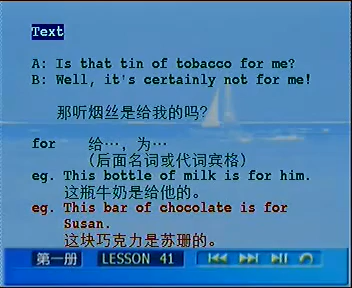 Text
A: Is that tin of tobacco for me?
B: Well, it's certainly not for me!
那听烟丝是给我的吗?
for 给…, 为…
(后面名词或代词宾格)
eg. This bottle of milk is for him.
这瓶牛奶是给他的。
eg. This bar of chocolate is for
Susan.
这块巧克力是苏珊的。
第一册 LESSON 41